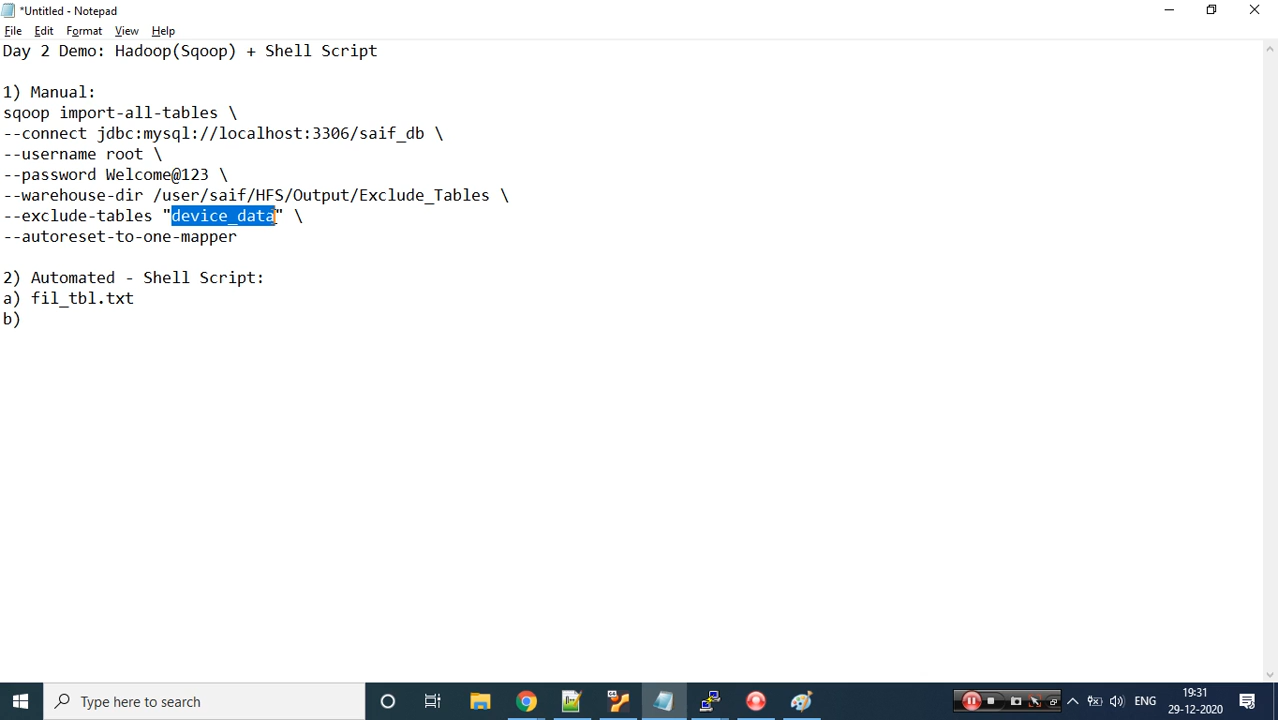 *Untitled - Notepad
File Edit Format View Help
Day 2 Demo: Hadoop(Sqoop) + Shell Script
1) Manual:
sqoop import-all-tables \
--connect jdbc:mysql://localhost:3306/saif_db \
--username root \
--password Welcome@123 \
--warehouse-dir /user/saif/HFS/Output/Exclude_Tables \
--exclude-tables "device_data" \
--autoreset-to-one-mapper
2) Automated - Shell Script:
a) fil_tbl.txt
b)
Type here to search
ENG
19:31
29-12-2020